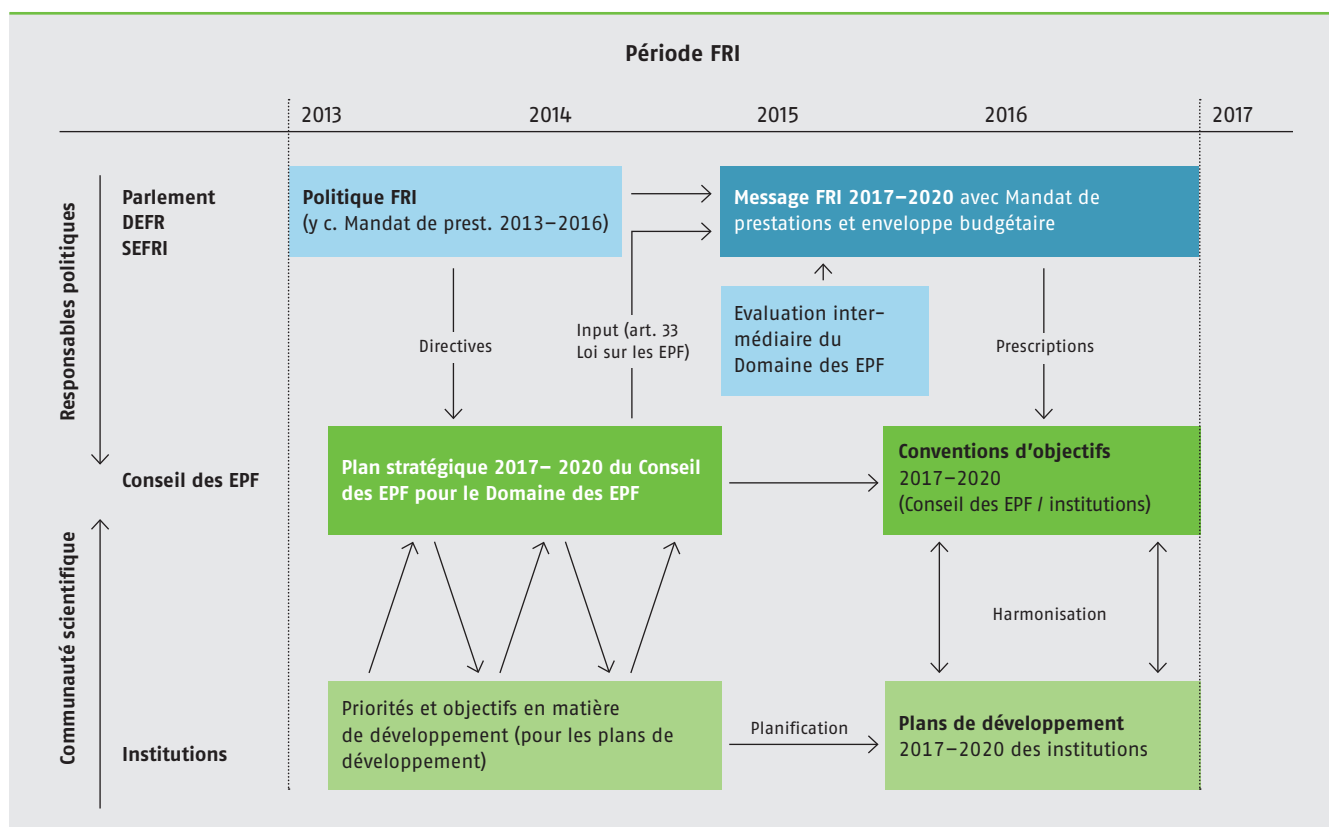 Période FRI
2013 2014 2015 2016 2017
Responsables politiques
Parlement
DEFR
SEFRI
Politique FRI
(y c. Mandat de prest. 2013–2016)
Message FRI 2017–2020 avec Mandat de
prestations et enveloppe budgétaire
Directives
Input (art. 33
Loi sur les EPF)
Evaluation inter-
médiaire du
Domaine des EPF
Prescriptions
Conseil des EPF
Plan stratégique 2017– 2020 du Conseil
des EPF pour le Domaine des EPF
Conventions d'objectifs
2017–2020
(Conseil des EPF / institutions)
Communauté scientifique
Harmonisation
Institutions
Priorités et objectifs en matière
de développement (pour les plans de
développement)
Planification
Plans de développement
2017–2020 des institutions